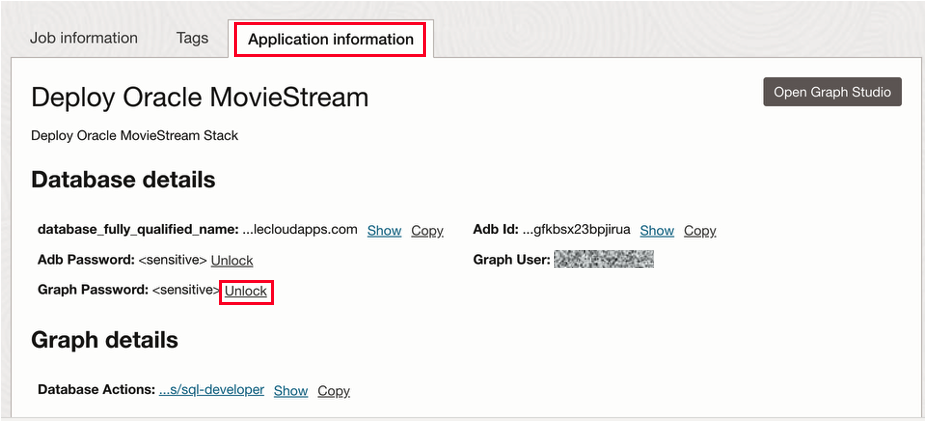 Job information Tags Application information
Deploy Oracle MovieStream Open Graph Studio
Deploy Oracle MovieStream Stack
Database details
database_fully_qualified_name: ...lecloudapps.com Show Copy Adb Id: ...gfkbsx23bpjirua Show Copy
Adb Password: <sensitive> Unlock Graph User:
Graph Password: <sensitive> Unlock
Graph details
Database Actions: ...s/sql-developer Show Copy